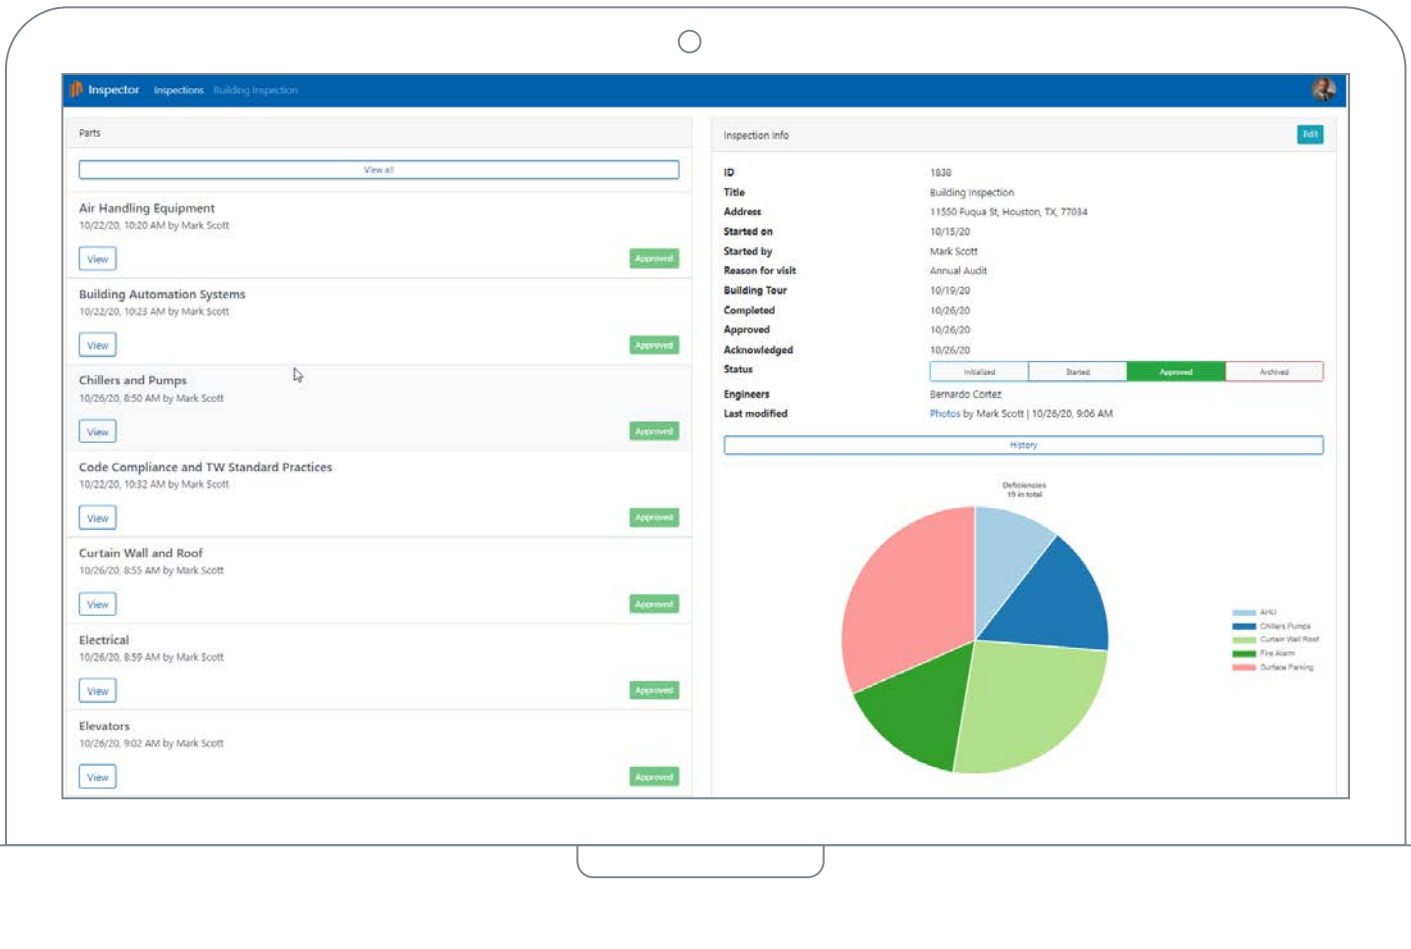 Inspector Inspections Building Inspection
Parts
View all
Air Handling Equipment
10/22/20, 10:20 AM by Mark Scott
View Approved
Building Automation Systems
10/22/20, 10:23 AM by Mark Scott
View Approved
Chillers and Pumps
10/26/20, 8:50 AM by Mark Scott
View Approved
Code Compliance and TW Standard Practices
10/22/20, 10:32 AM by Mark Scott
View Approved
Curtain Wall and Roof
10/26/20, 8:55 AM by Mark Scott
View Approved
Electrical
10/26/20, 8:59 AM by Mark Scott
View Approved
Elevators
10/26/20, 9:02 AM by Mark Scott
View Approved
Inspection Info Edit
ID 1838
Title Building Inspection
Address 11550 Fuqua St, Houston, TX, 77034
Started on 10/15/20
Started by Mark Scott
Reason for visit Annual Audit
Building Tour 10/19/20
Completed 10/26/20
Approved 10/26/20
Acknowledged 10/26/20
Status Initialized Started Approved Archived
Engineers Bernardo Cortez
Last modified Photos by Mark Scott | 10/26/20, 9:06 AM
History
Deficiencies
19 in total
AHU
Chillers Pumps
Curtain Wall Roof
Fire Alarm
Surface Parking